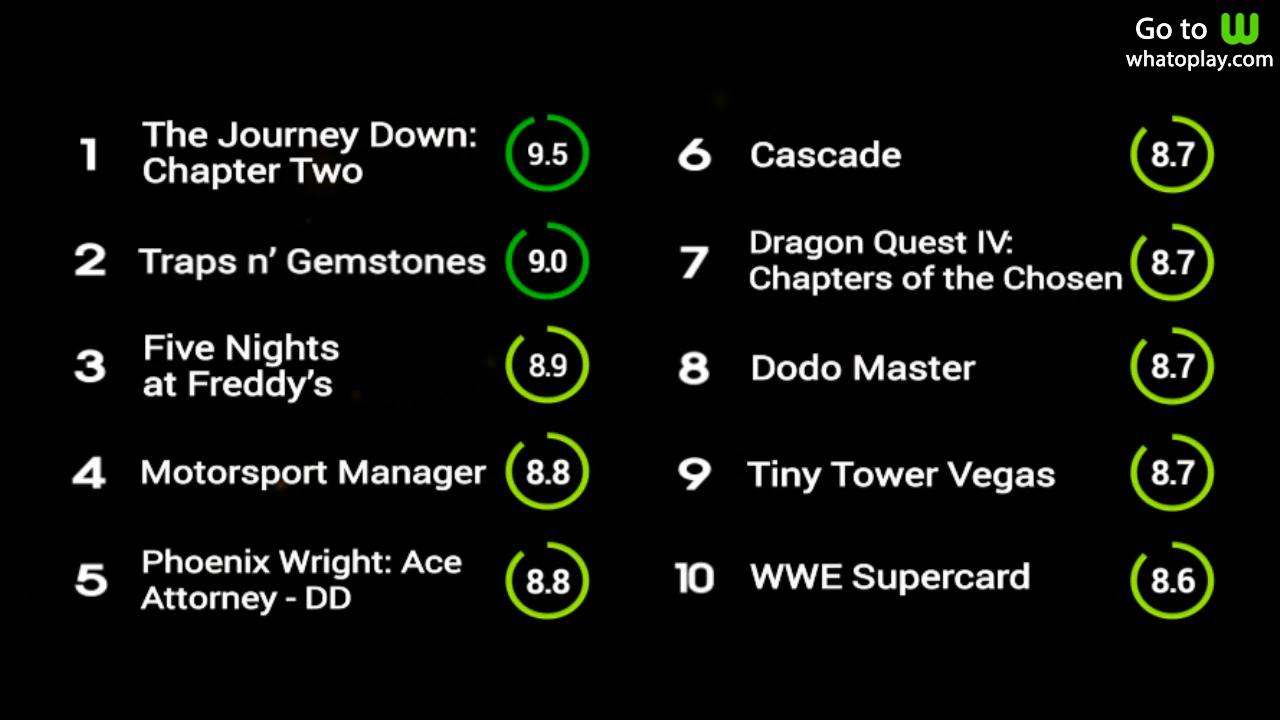 Go to W
whatoplay.com
1
The Journey Down:
Chapter Two
9.5
2
Traps n' Gemstones
9.0
3
Five Nights
at Freddy's
8.9
4
Motorsport Manager
8.8
5
Phoenix Wright: Ace
Attorney - DD
8.8
6
Cascade
8.7
7
Dragon Quest IV:
Chapters of the Chosen
8.7
8
Dodo Master
8.7
9
Tiny Tower Vegas
8.7
10
WWE Supercard
8.6